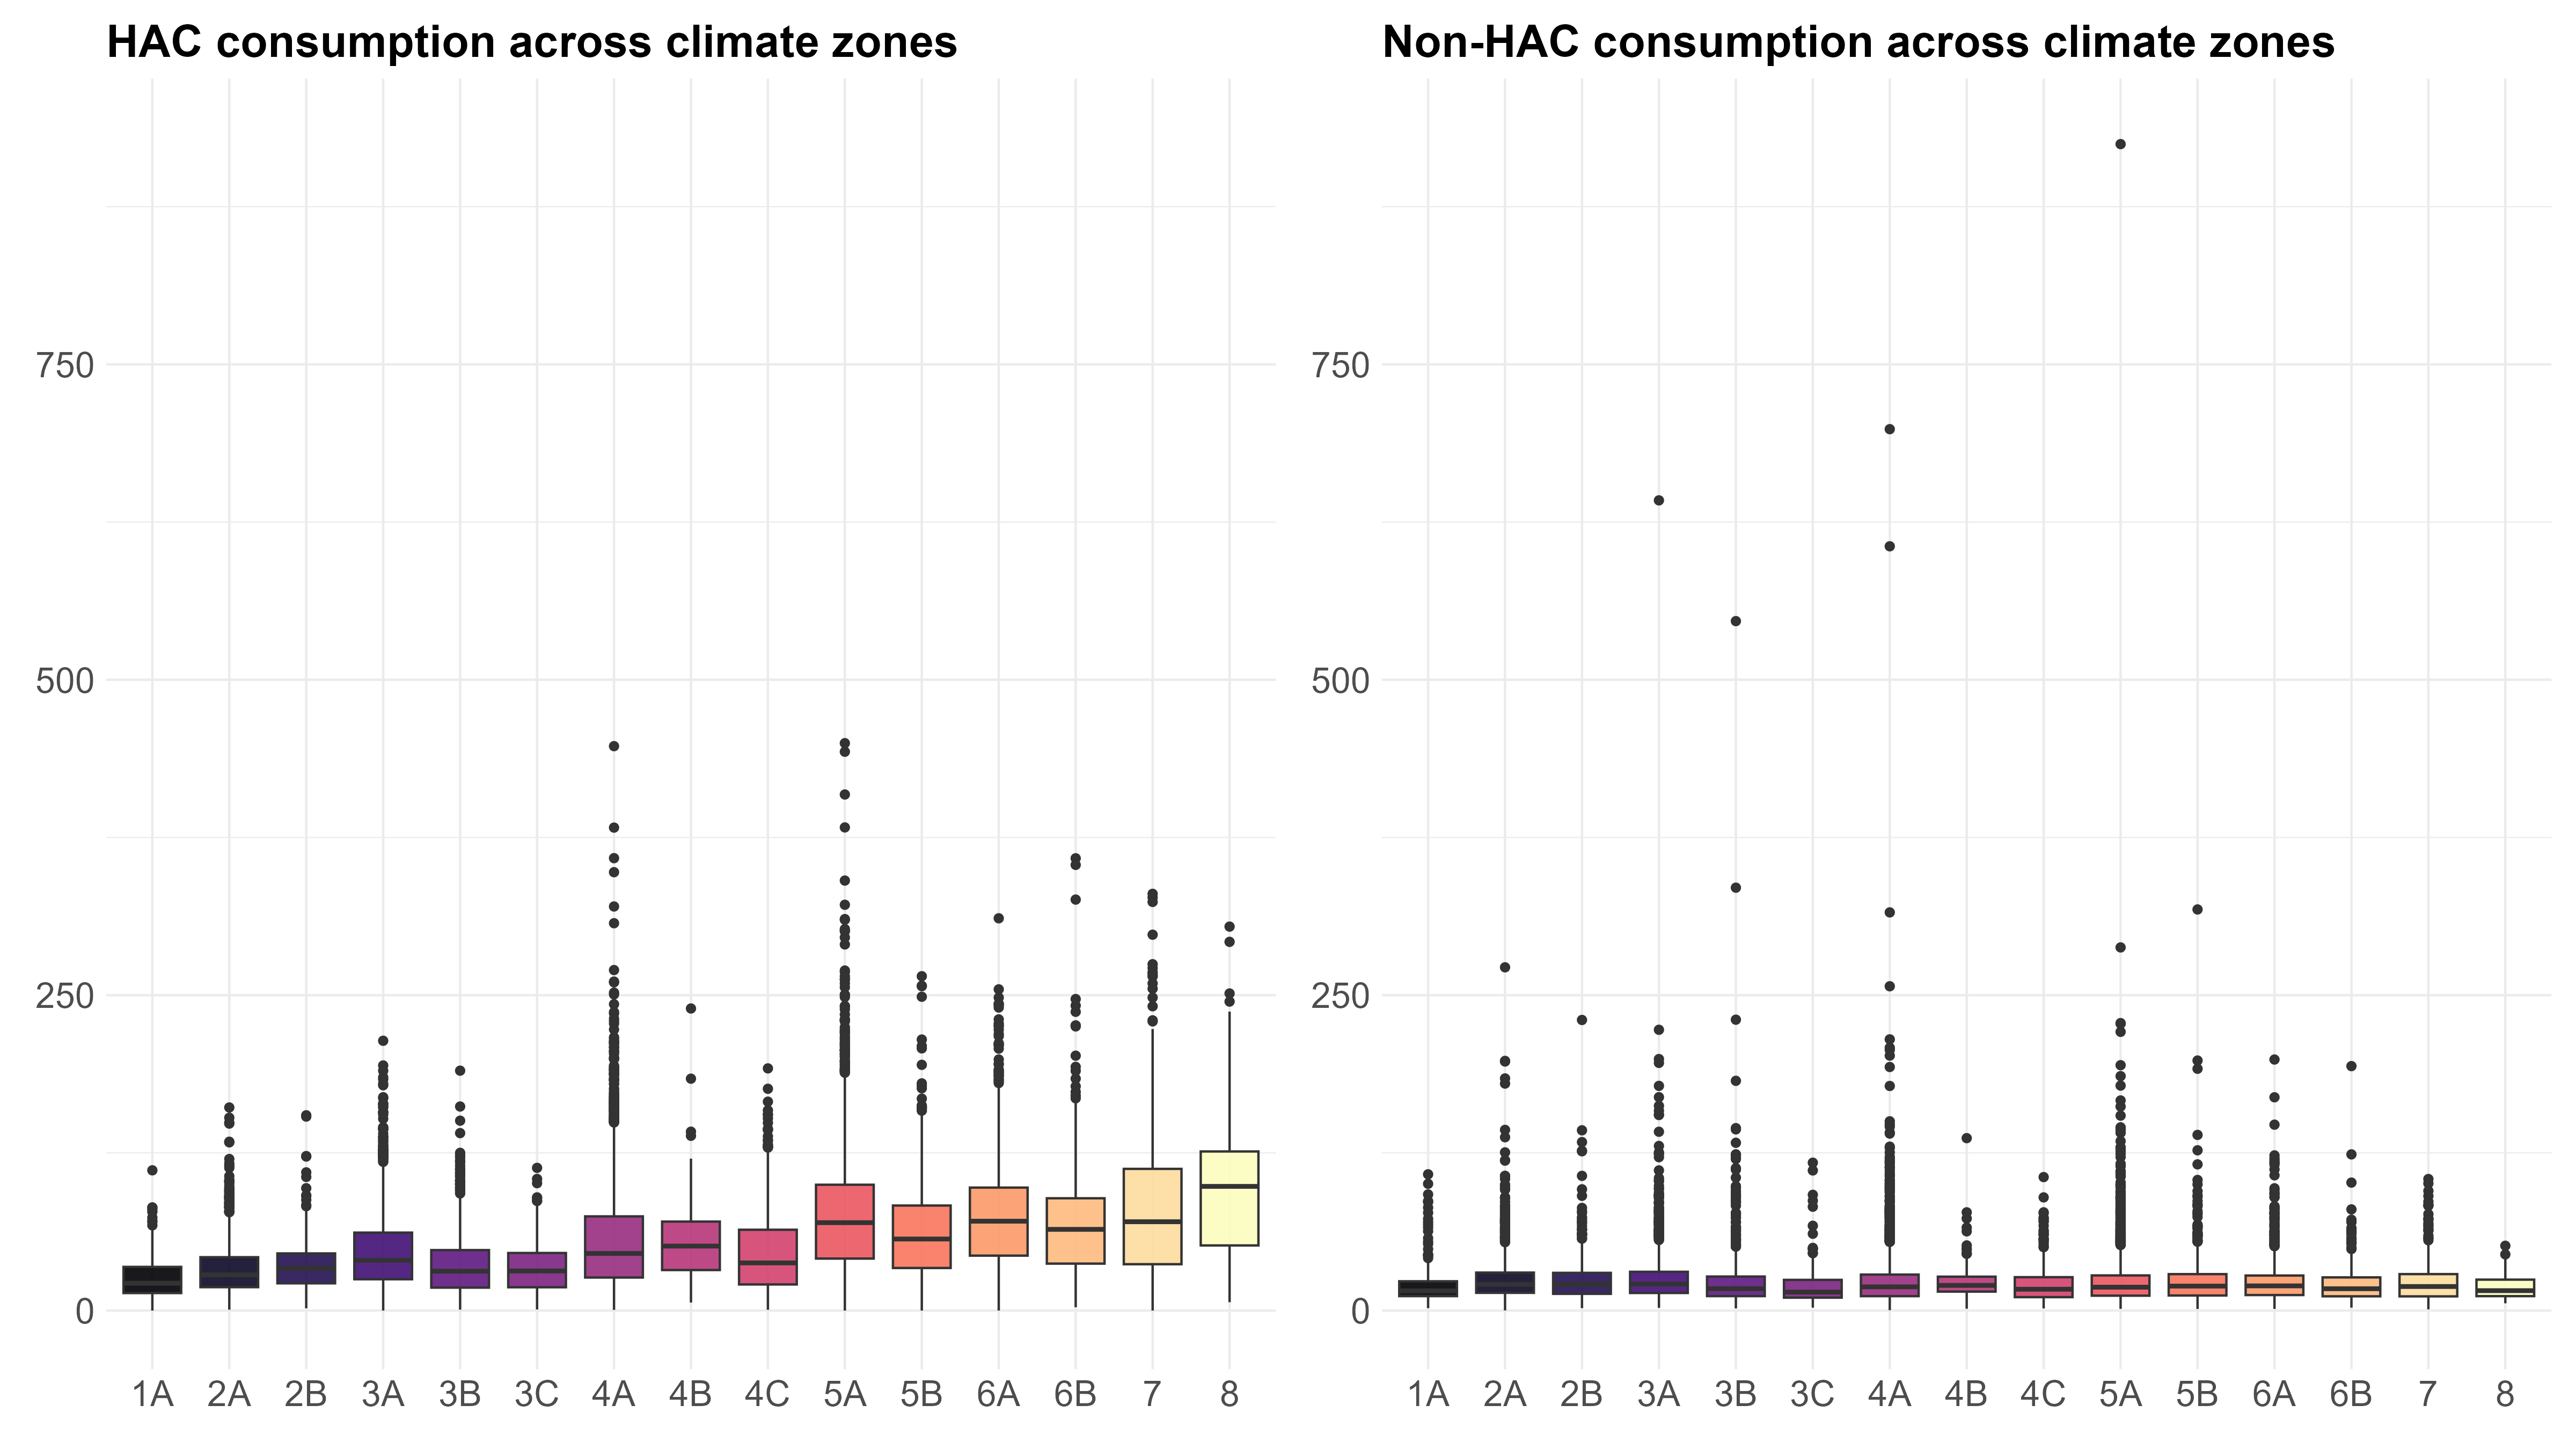 HAC consumption across climate zones
750
500
250
0
1A 2A 2B 3A 3B 3C 4A 4B 4C 5A 5B 6A 6B 7 8
Non-HAC consumption across climate zones
750
500
250
0
1A 2A 2B 3A 3B 3C 4A 4B 4C 5A 5B 6A 6B 7 8